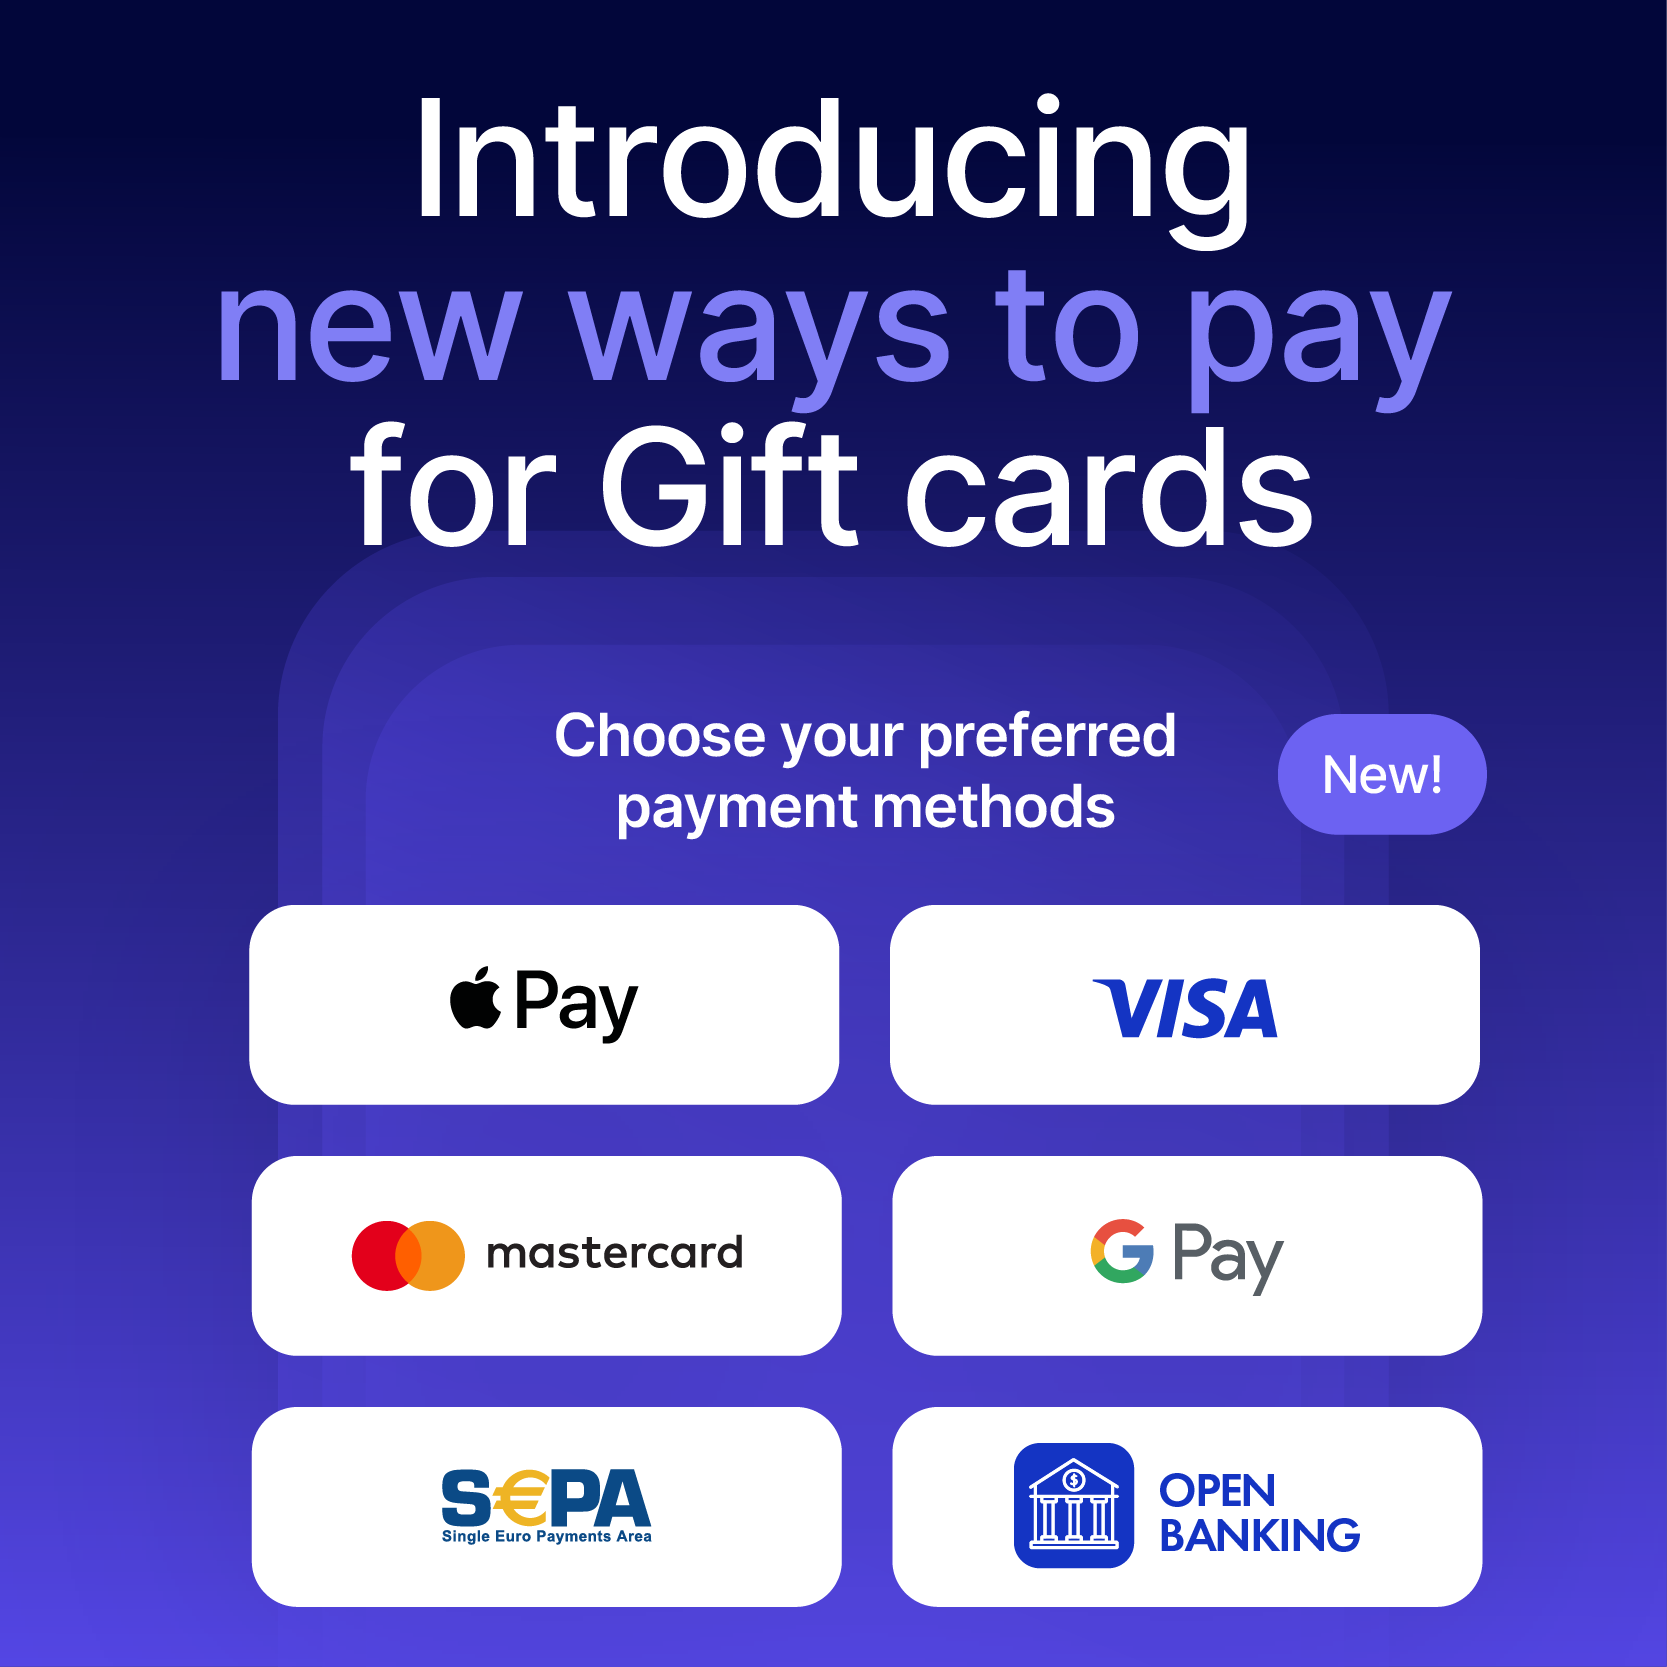 Introducing
new ways to pay
for Gift cards
Choose your preferred
payment methods
New!
Pay
VISA
mastercard
G Pay
S€PA
Single Euro Payments Area
$
OPEN
BANKING